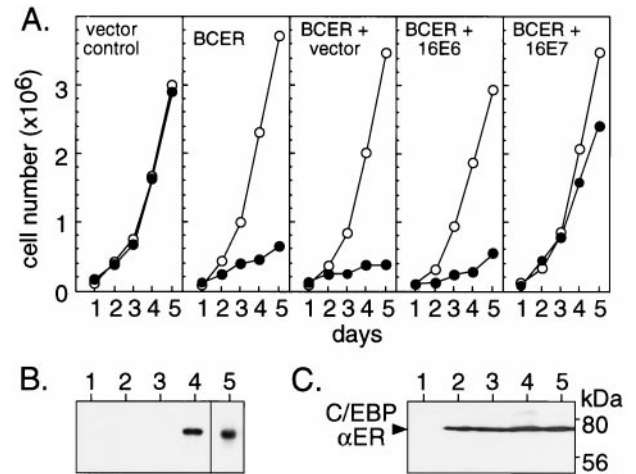 A.
vector control
BCER
BCER + vector
BCER + 16E6
BCER + 16E7
cell number (x10⁶)
3
2
1
0
1 2 3 4 5 1 2 3 4 5 1 2 3 4 5 1 2 3 4 5 1 2 3 4 5
days
B.
1 2 3 4 5
C.
1 2 3 4 5
kDa
C/EBP
αER
80
56